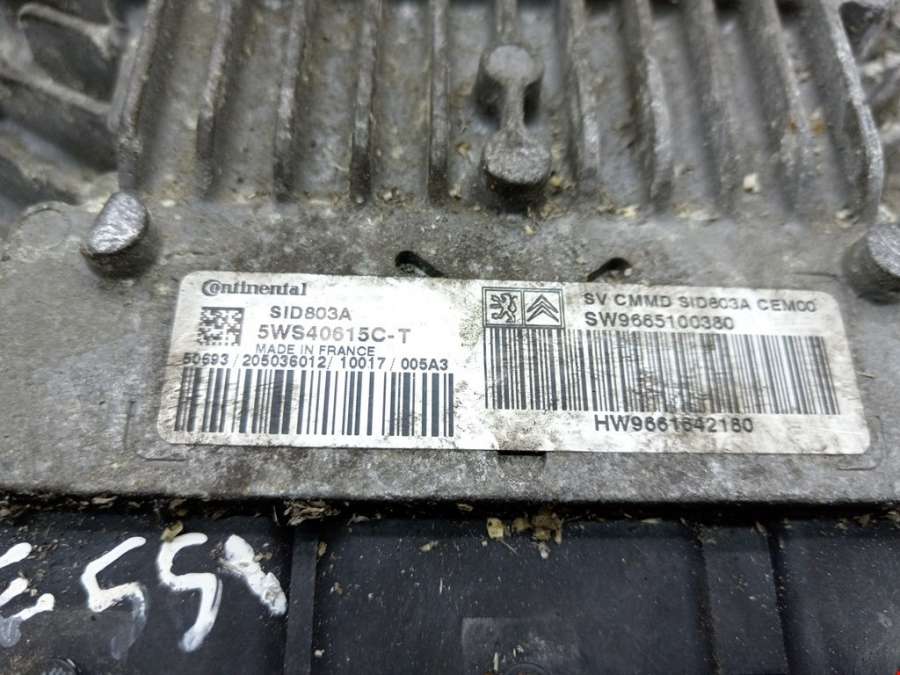 Continental
SID803A
5WS40615C-T
MADE IN FRANCE
50693/205036012/10017/005A3
SV CMMD SID803A CEM00
SW9665100380
HW9661642180